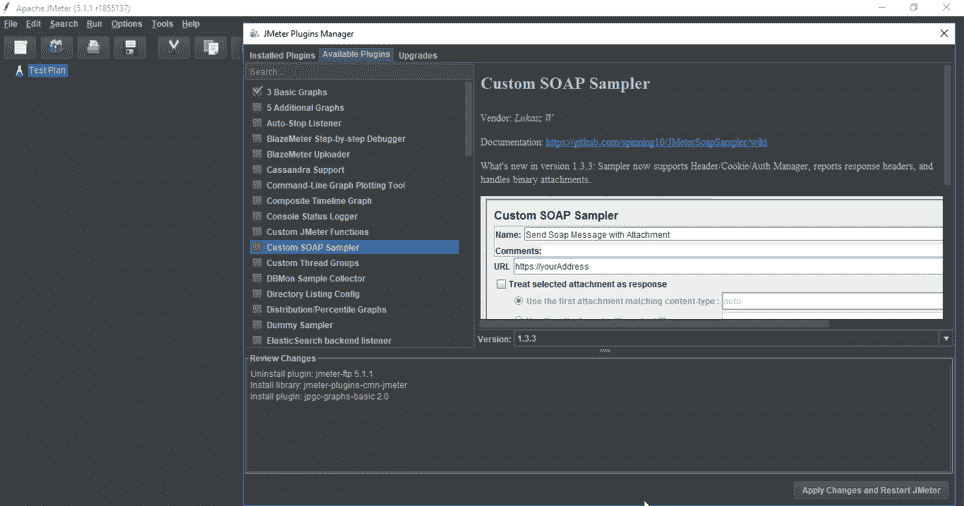 Apache JMeter (5.1.1 r1855137)
File Edit Search Run Options Tools Help
Test Plan
JMeter Plugins Manager
Installed Plugins Available Plugins Upgrades
Search...
3 Basic Graphs
5 Additional Graphs
Auto-Stop Listener
BlazeMeter Step-by-step Debugger
BlazeMeter Uploader
Cassandra Support
Command-Line Graph Plotting Tool
Composite Timeline Graph
Console Status Logger
Custom JMeter Functions
Custom SOAP Sampler
Custom Thread Groups
DBMon Sample Collector
Directory Listing Config
Distribution/Percentile Graphs
Dummy Sampler
ElasticSearch backend listener
Custom SOAP Sampler
Vendor: Lukasz W
Documentation: https://github.com/spinning10/JMeterSoapSampler/wiki
What's new in version 1.3.3: Sampler now supports Header/Cookie/Auth Manager, reports response headers, and
handles binary attachments.
Custom SOAP Sampler
Name: Send Soap Message with Attachment
Comments:
URL https://yourAddress
Treat selected attachment as response
Use the first attachment matching content-type : auto
Version: 1.3.3
Review Changes
Uninstall plugin: jmeter-ftp 5.1.1
Install library: jmeter-plugins-cmn-jmeter
Install plugin: jpgc-graphs-basic 2.0
Apply Changes and Restart JMeter